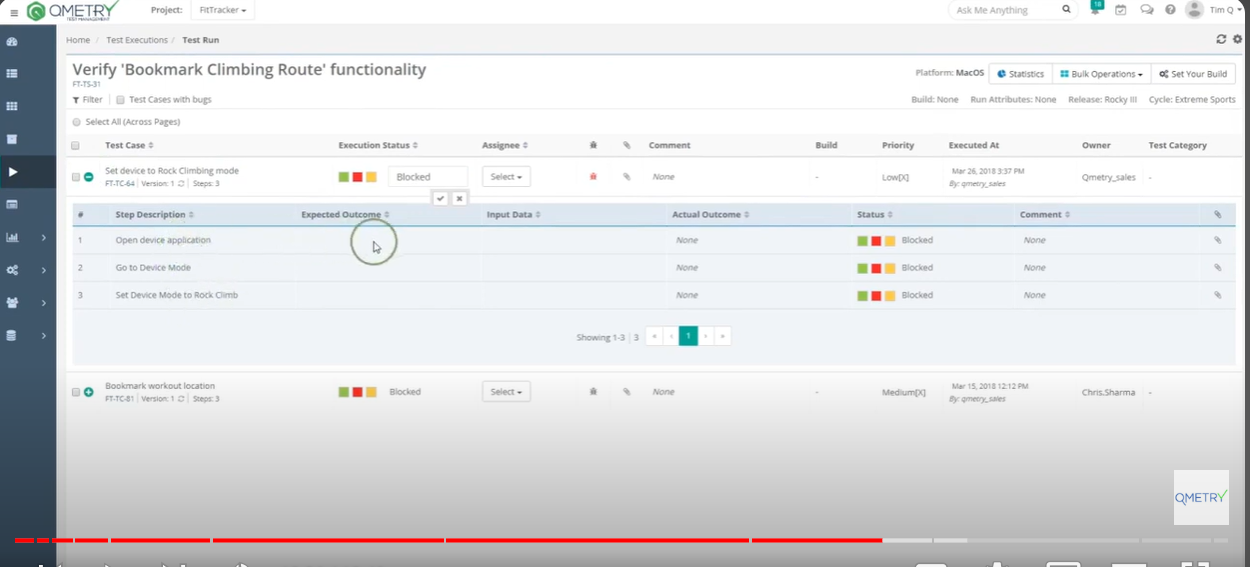 QMETRY
TEST MANAGEMENT
Project: FitTracker
Ask Me Anything
18
Tim Q
Home / Test Executions / Test Run
Verify 'Bookmark Climbing Route' functionality
FT-TS-31
Platform: MacOS Statistics Bulk Operations Set Your Build
Filter | Test Cases with bugs
Build: None Run Attributes: None Release: Rocky III Cycle: Extreme Sports
Select All (Across Pages)
Test Case Execution Status Assignee Comment Build Priority Executed At Owner Test Category
Set device to Rock Climbing mode
FT-TC-64 | Version: 1 | Steps: 3
Blocked Select None - Low[X]
Mar 26, 2018 3:37 PM
By: qmetry_sales
Qmetry_sales -
# Step Description Expected Outcome Input Data Actual Outcome Status Comment
1 Open device application None Blocked None
2 Go to Device Mode None Blocked None
3 Set Device Mode to Rock Climb None Blocked None
Showing 1-3 | 3 « ‹ 1 › »
Bookmark workout location
FT-TC-81 | Version: 1 | Steps: 3
Blocked Select None - Medium[X]
Mar 15, 2018 12:12 PM
By: qmetry_sales
Chris.Sharma -
QMETRY